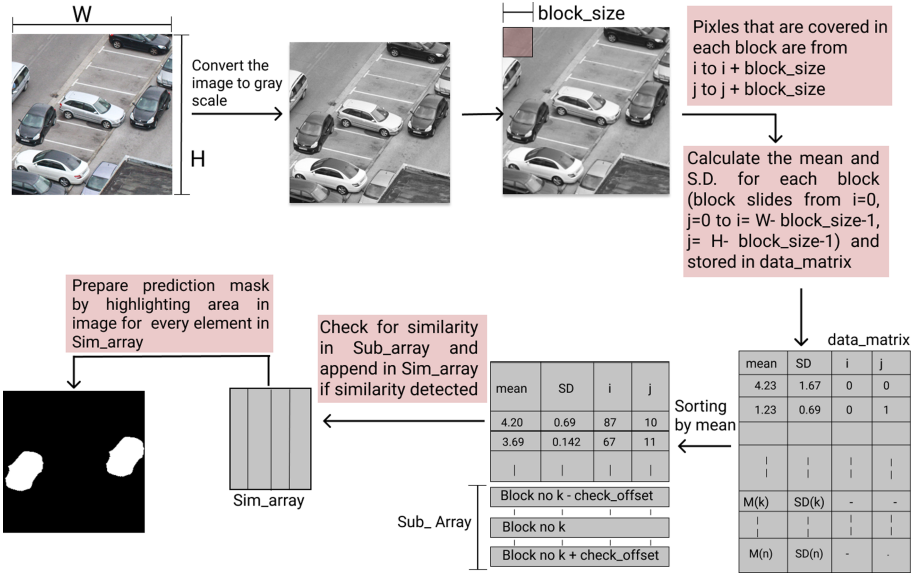 W
H
Convert the
image to gray
scale
block_size
Pixles that are covered in
each block are from
i to i + block_size
j to j + block_size
Calculate the mean and
S.D. for each block
(block slides from i=0,
j=0 to i= W- block_size-1,
j= H- block_size-1) and
stored in data_matrix
data_matrix
mean SD i j
4.23 1.67 0 0
1.23 0.69 0 1
M(k) SD(k) - -
M(n) SD(n) - -
Sorting
by mean
mean SD i j
4.20 0.69 87 10
3.69 0.142 67 11
Sub_ Array
Block no k - check_offset
Block no k
Block no k + check_offset
Check for similarity
in Sub_array and
append in Sim_array
if similarity detected
Sim_array
Prepare prediction mask
by highlighting area in
image for every element in
Sim_array